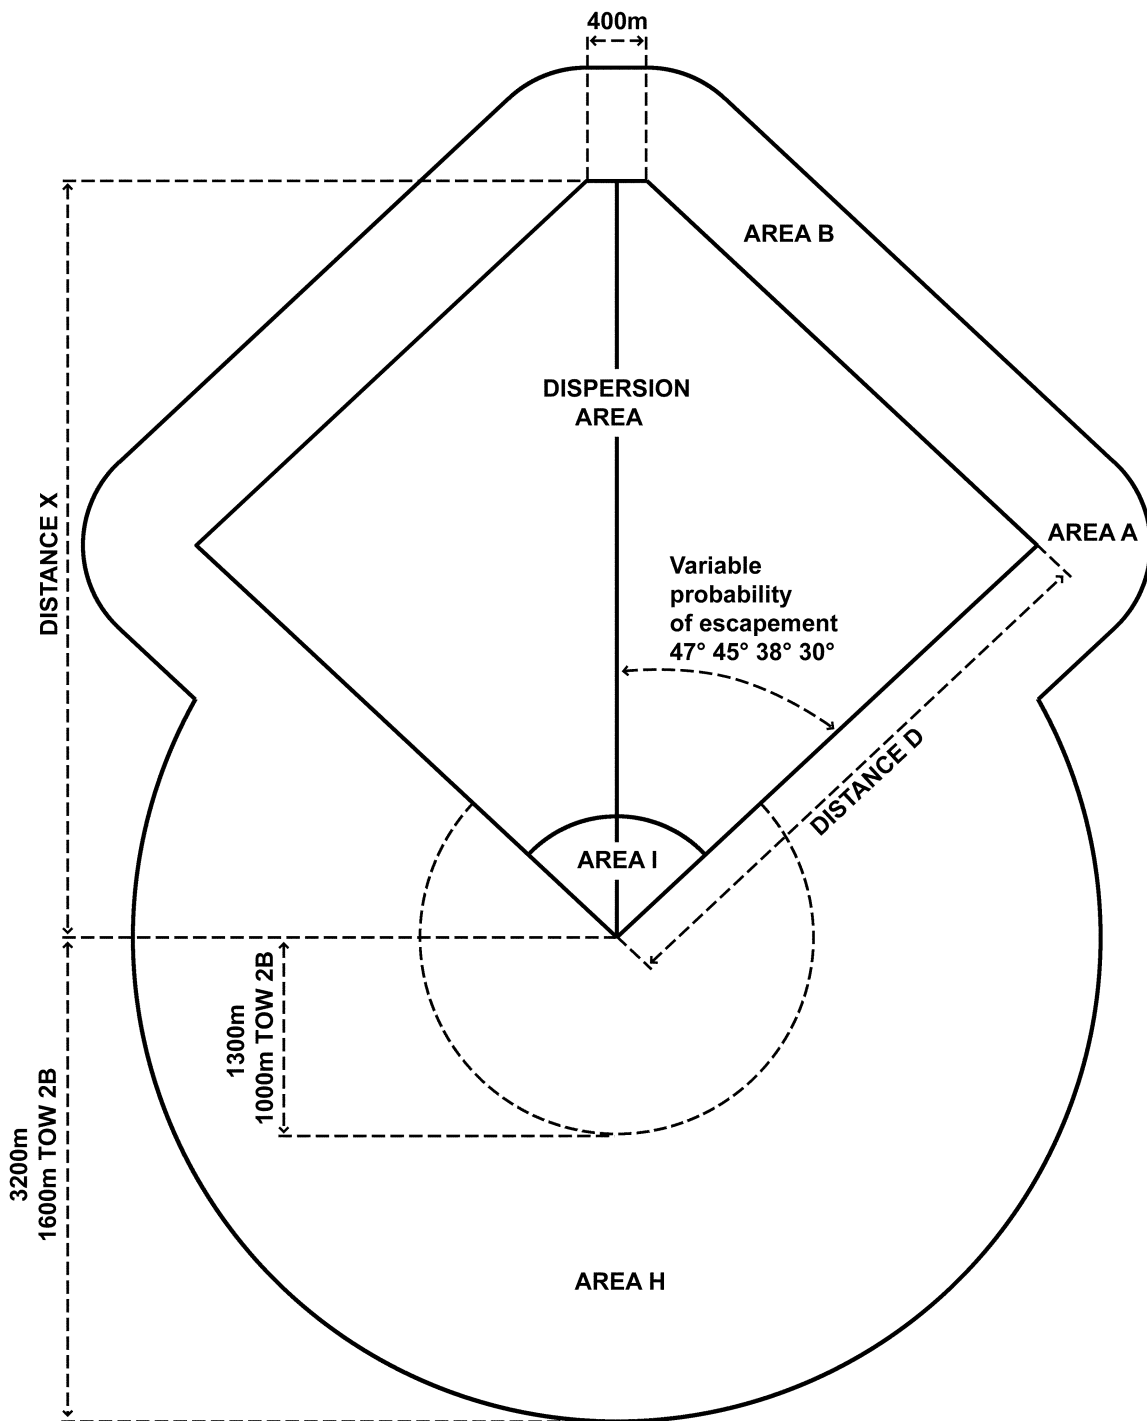 400m
AREA B
DISPERSION
AREA
DISTANCE X
AREA A
Variable
probability
of escapement
47° 45° 38° 30°
DISTANCE D
AREA I
1300m
1000m TOW 2B
3200m
1600m TOW 2B
AREA H